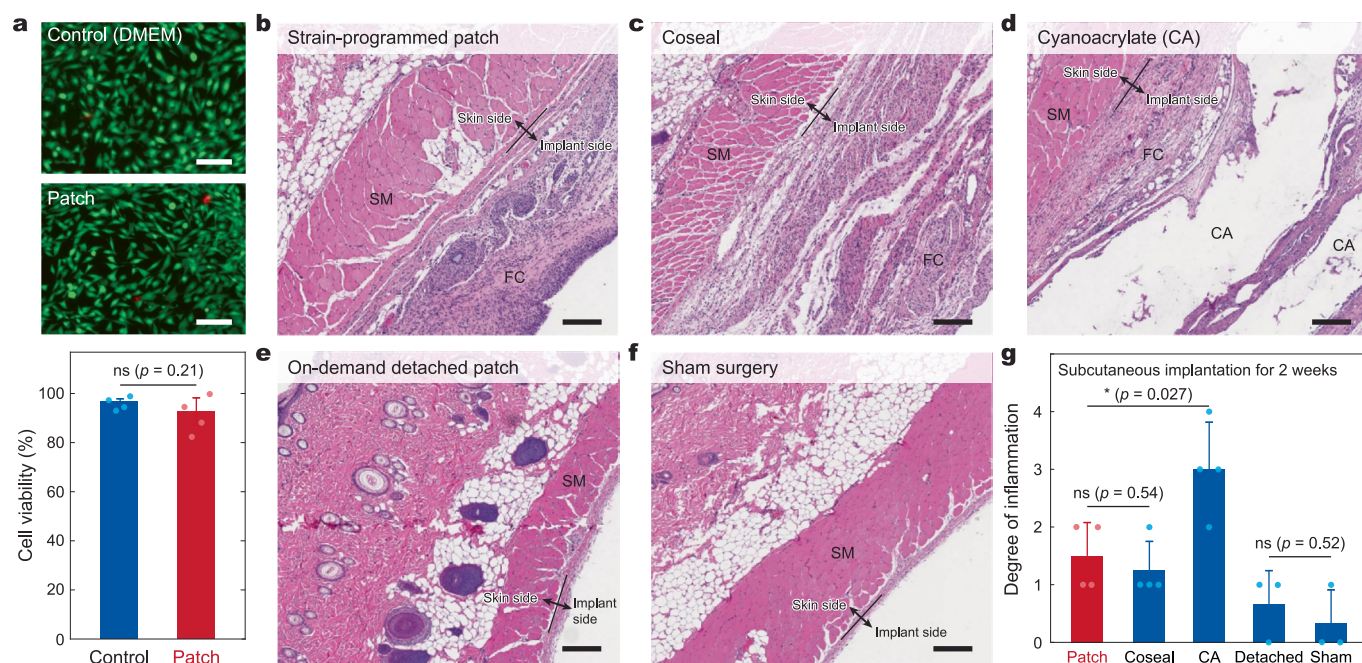 a
Control (DMEM)
Patch
ns (p = 0.21)
100
80
60
40
20
0
Cell viability (%)
Control
Patch
b
Strain-programmed patch
Skin side
Implant side
SM
FC
c
Coseal
Skin side
Implant side
SM
FC
d
Cyanoacrylate (CA)
Skin side
Implant side
SM
FC
CA
CA
e
On-demand detached patch
SM
Skin side
Implant
side
f
Sham surgery
SM
Skin side
Implant side
g
Subcutaneous implantation for 2 weeks
* (p = 0.027)
ns (p = 0.54)
ns (p = 0.52)
4
3
2
1
0
Degree of inflammation
Patch
Coseal
CA
Detached
Sham